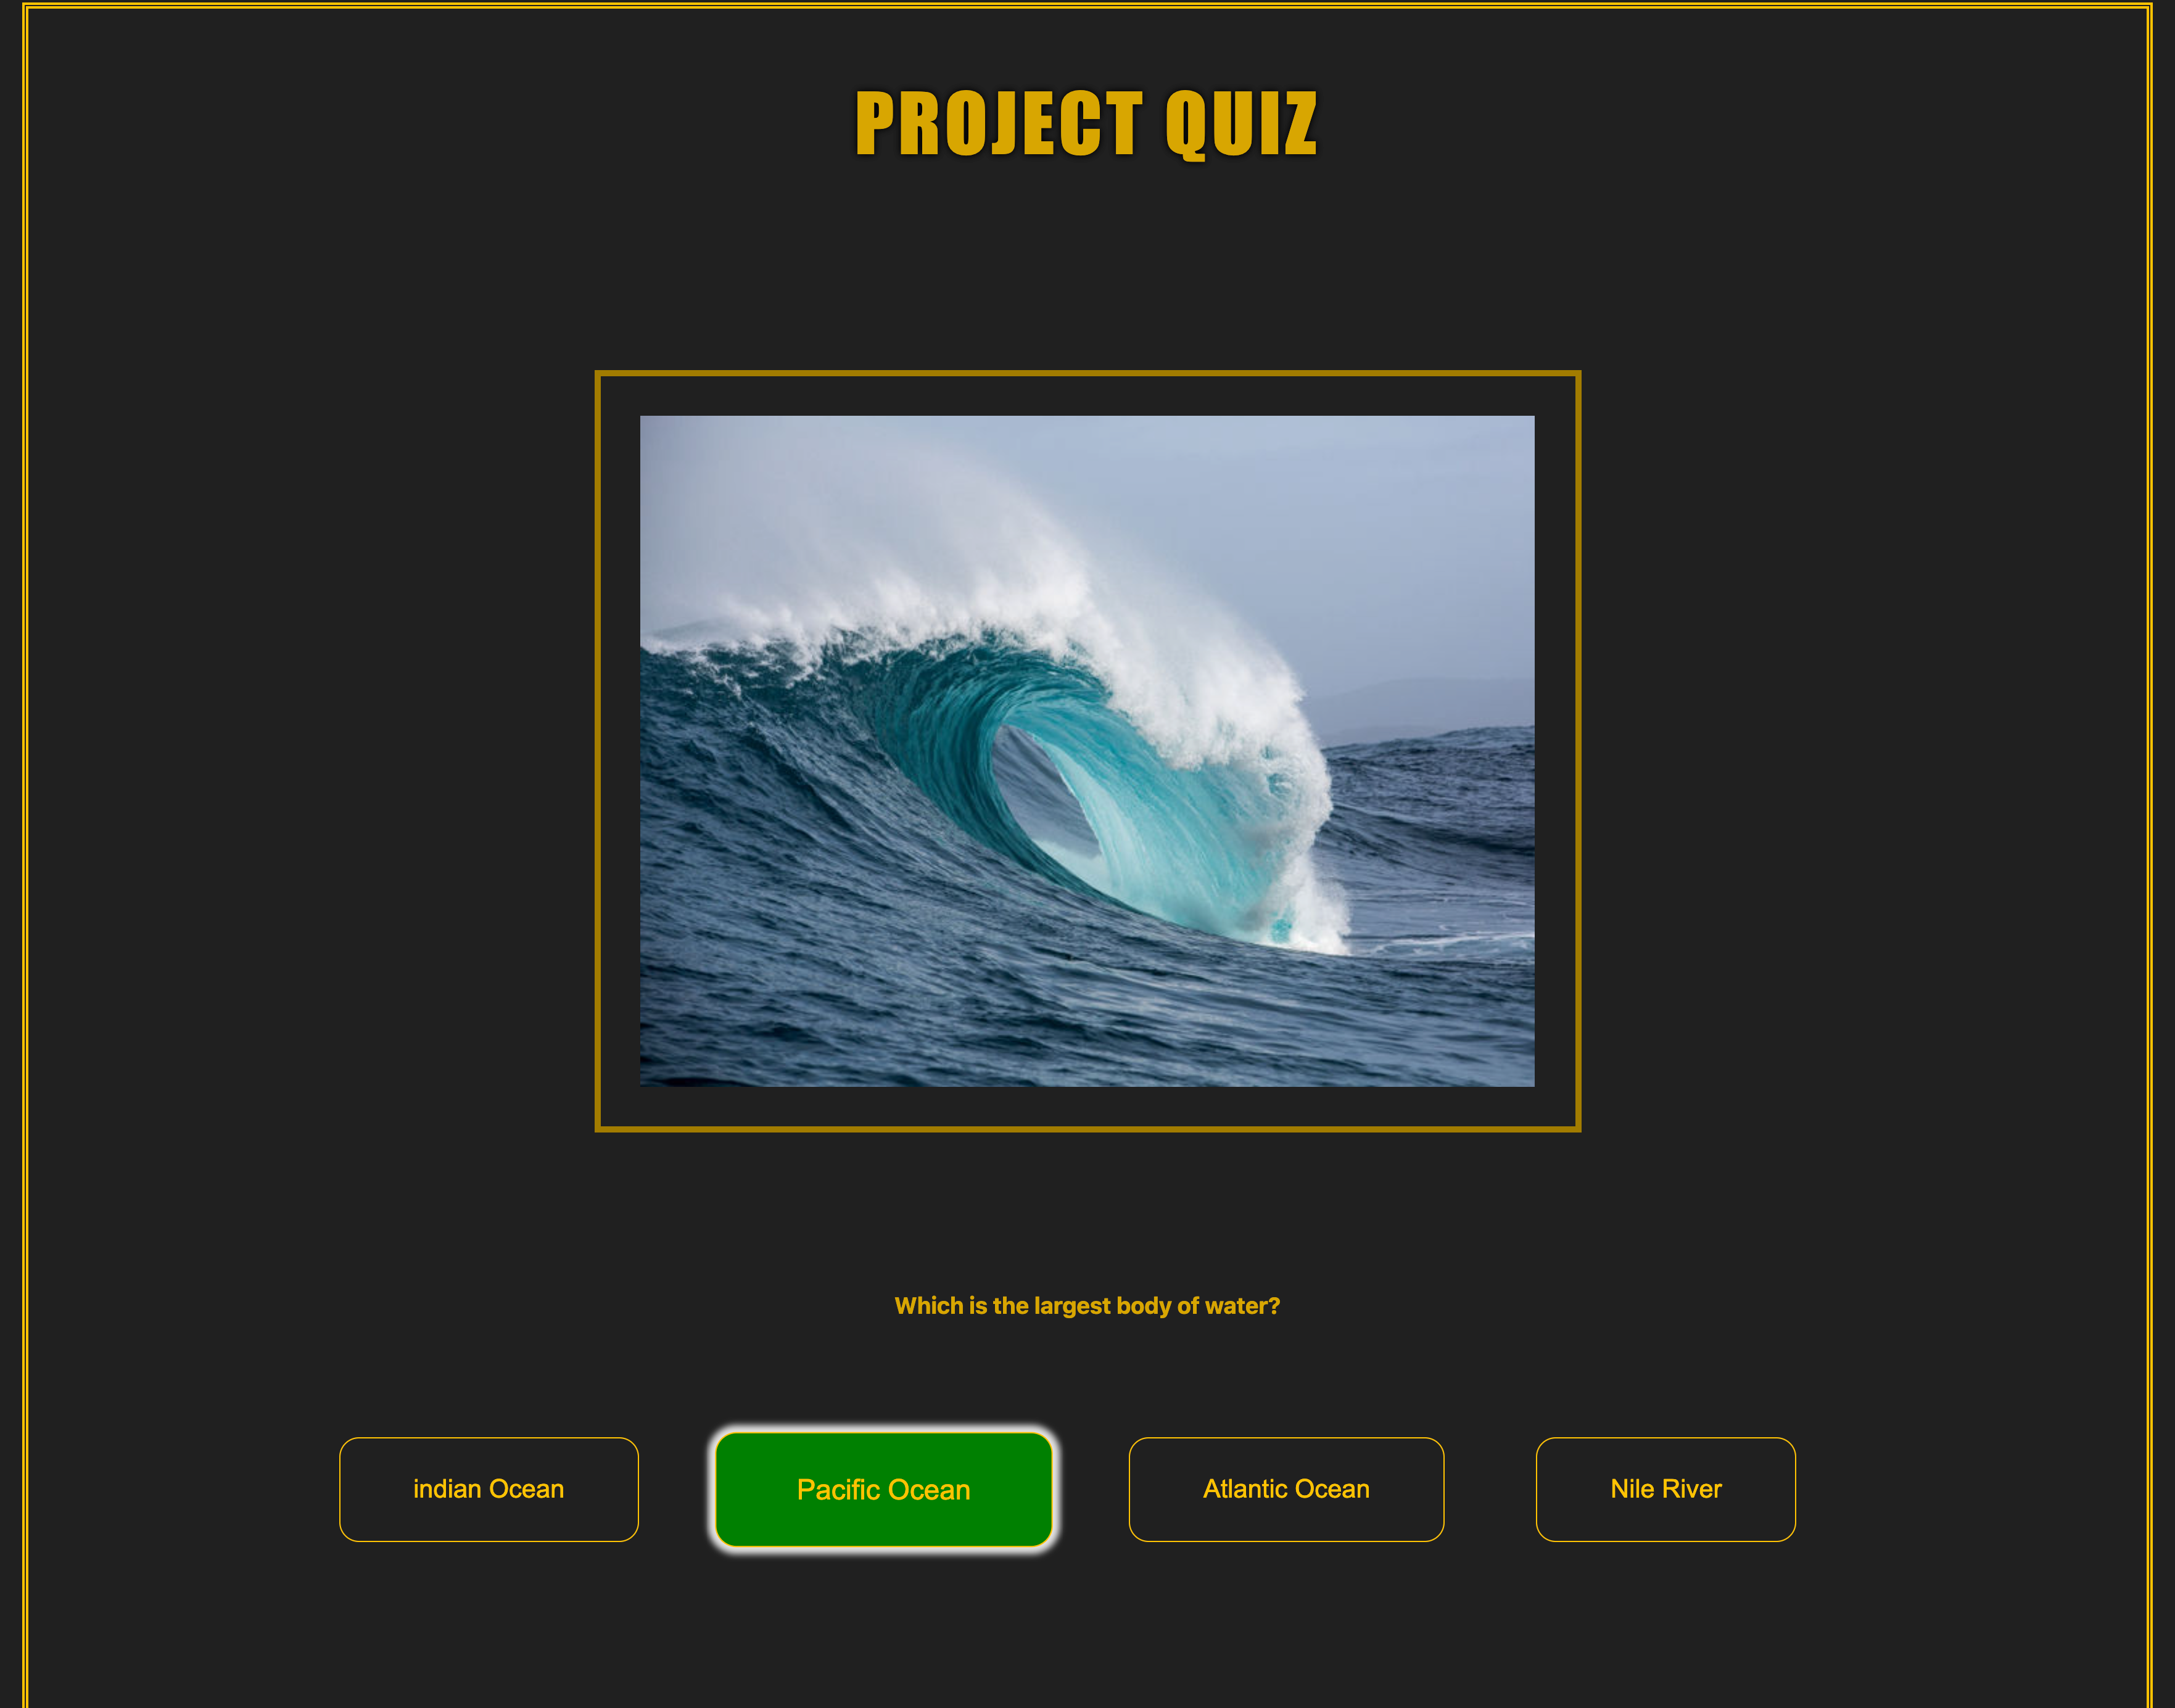 PROJECT QUIZ
Which is the largest body of water?
indian Ocean
Pacific Ocean
Atlantic Ocean
Nile River